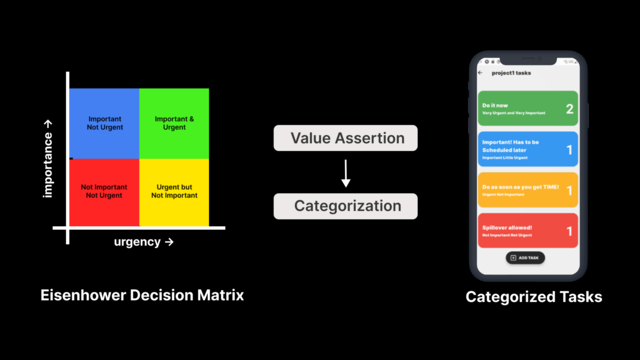 importance →
Important
Not Urgent
Important &
Urgent
Not Important
Not Urgent
Urgent but
Not Important
urgency →
Eisenhower Decision Matrix
Value Assertion
Categorization
project1 tasks
Do it now
Very Urgent and Very Important
2
Important! Has to be
Scheduled later
Important Little Urgent
1
Do as soon as you get TIME!
Urgent Not Important
1
Spillover allowed!
Not Important Not Urgent
1
ADD TASK
Categorized Tasks